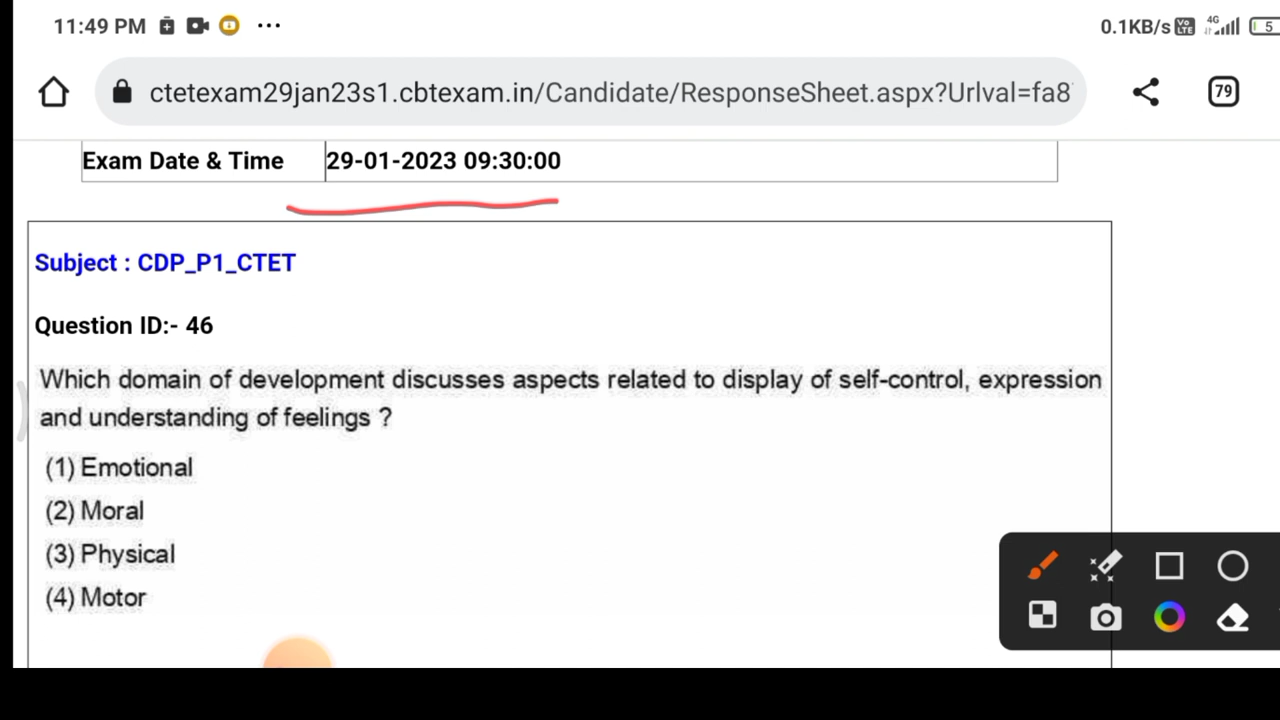 11:49 PM ...
0.1KB/s Vo LTE 4G 5
ctetexam29jan23s1.cbtexam.in/Candidate/ResponseSheet.aspx?Urlval=fa8
79
Exam Date & Time 29-01-2023 09:30:00
Subject : CDP_P1_CTET
Question ID:- 46
Which domain of development discusses aspects related to display of self-control, expression
and understanding of feelings ?
(1) Emotional
(2) Moral
(3) Physical
(4) Motor